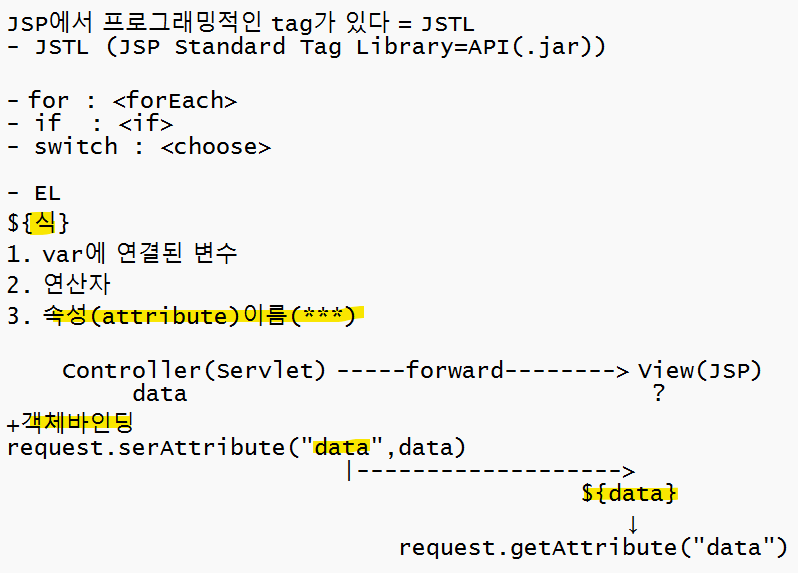 JSP에서 프로그래밍적인 tag가 있다 = JSTL
- JSTL (JSP Standard Tag Library=API(.jar))
- for : <forEach>
- if : <if>
- switch : <choose>
- EL
${식}
1. var에 연결된 변수
2. 연산자
3. 속성(attribute)이름(***)
Controller(Servlet) -----forward--------> View(JSP)
data ?
+객체바인딩
request.serAttribute("data",data)
|------------------->
${data}
↓
request.getAttribute("data")